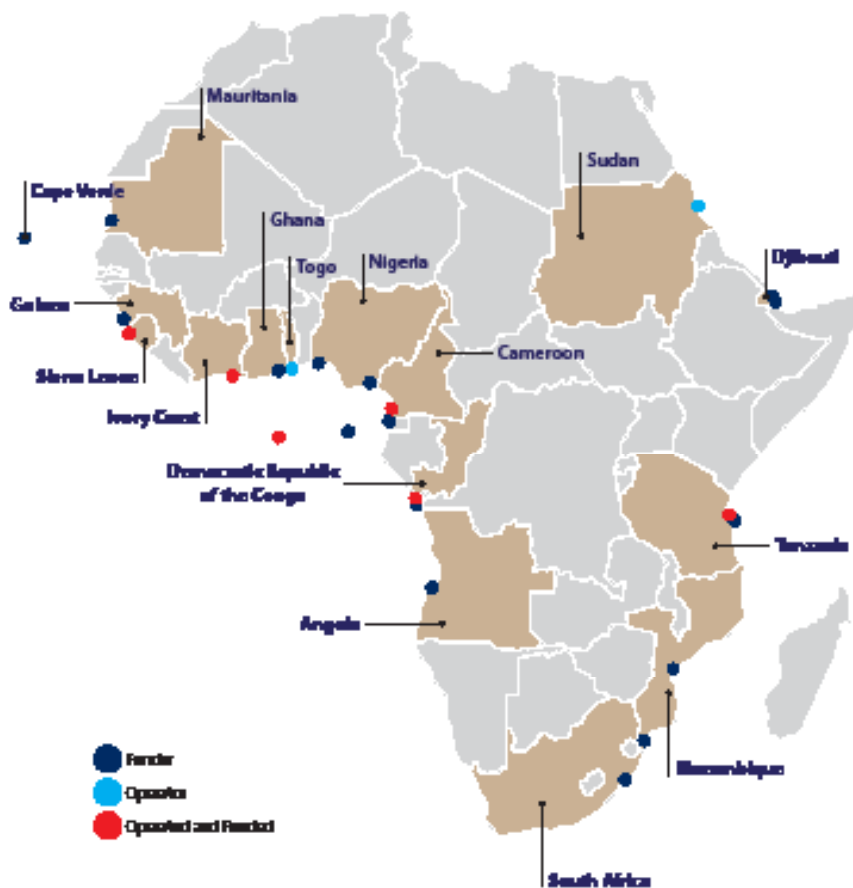 Mauritania
Sudan
Cape Verde
Ghana
Djibouti
Togo
Nigeria
Guinea
Cameroon
Sierra Leone
Ivory Coast
Democratic Republic
of the Congo
Tanzania
Angola
Funder
Mozambique
Operator
Operated and Funded
South Africa